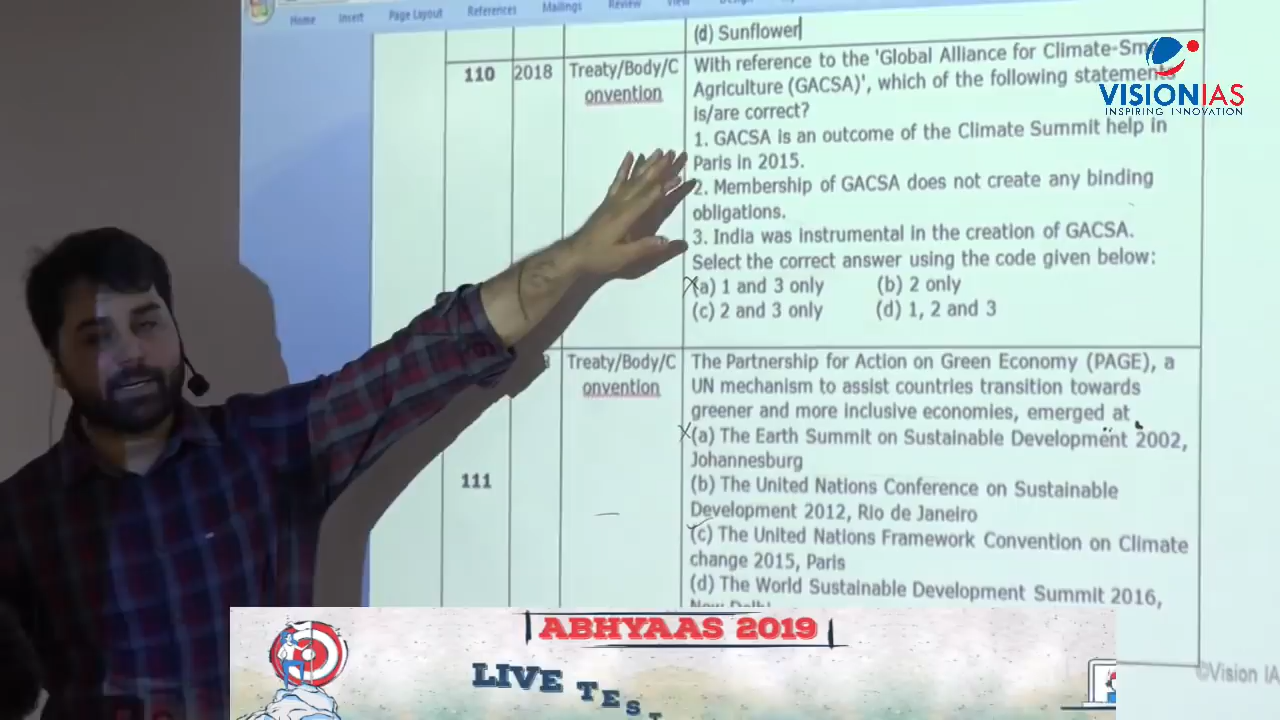 Home Insert Page Layout References Mailings Review View
(d) Sunflower
110 2018 Treaty/Body/C
onvention
With reference to the 'Global Alliance for Climate-Sm
Agriculture (GACSA)', which of the following statements
is/are correct?
1. GACSA is an outcome of the Climate Summit help in
Paris in 2015.
2. Membership of GACSA does not create any binding
obligations.
3. India was instrumental in the creation of GACSA.
Select the correct answer using the code given below:
(a) 1 and 3 only (b) 2 only
(c) 2 and 3 only (d) 1, 2 and 3
VISIONIAS
INSPIRING INNOVATION
111
Treaty/Body/C
onvention
The Partnership for Action on Green Economy (PAGE), a
UN mechanism to assist countries transition towards
greener and more inclusive economies, emerged at
(a) The Earth Summit on Sustainable Development 2002,
Johannesburg
(b) The United Nations Conference on Sustainable
Development 2012, Rio de Janeiro
(c) The United Nations Framework Convention on Climate
change 2015, Paris
(d) The World Sustainable Development Summit 2016,
New Delhi
©Vision IA
ABHYAAS 2019
LIVE TEST